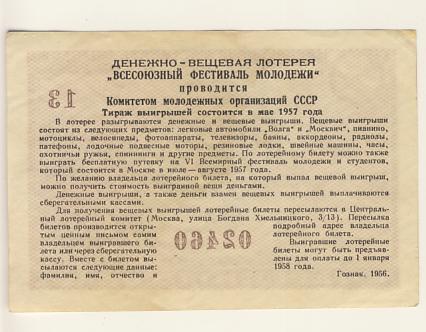 ДЕНЕЖНО-ВЕЩЕВАЯ ЛОТЕРЕЯ
„ВСЕСОЮЗНЫЙ ФЕСТИВАЛЬ МОЛОДЕЖИ“
проводится
Комитетом молодежных организаций СССР
Тираж выигрышей состоится в мае 1957 года
13
В лотерее разыгрываются денежные и вещевые выигрыши. Вещевые выигрыши
состоят из следующих предметов: легковые автомобили „Волга“ и „Москвич“, пианино,
мотоциклы, велосипеды, фотоаппараты, телевизоры, баяны, аккордеоны, радиолы,
патефоны, лодочные подвесные моторы, резиновые лодки, швейные машины, часы,
охотничьи ружья, спиннинги и другие предметы. По лотерейному билету можно также
выиграть бесплатную путевку на VI Всемирный фестиваль молодежи и студентов,
который состоится в Москве в июле—августе 1957 года.
По желанию владельца лотерейного билета, на который выпал вещевой выигрыш,
можно получить стоимость выигранной вещи деньгами.
Денежные выигрыши, а также деньги взамен вещевых выигрышей выплачиваются
сберегательными кассами.
Для получения вещевых выигрышей лотерейные билеты пересылаются в Централь-
ный лотерейный комитет (Москва, улица Богдана Хмельницкого, 3/13). Пересылка
билетов производится откры-
тым ценным письмом самим
владельцем выигравшего биле-
та или через сберегательную
кассу. Вместе с билетом вы-
сылаются следующие данные:
фамилия, имя, отчество и
02460
подробный адрес владельца
лотерейного билета.
Выигравшие лотерейные
билеты могут быть предъяв-
лены для оплаты до 1 января
1958 года.
Гознак. 1956.